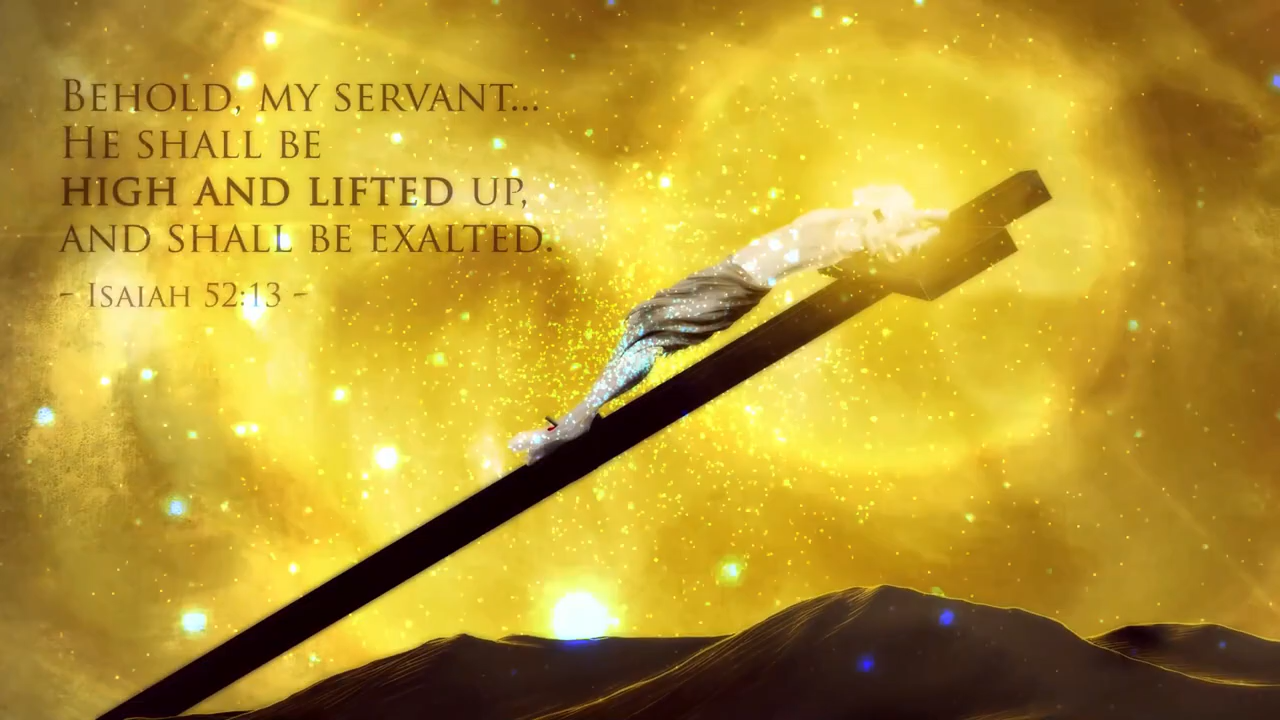 Behold, my servant...
He shall be
high and lifted up,
and shall be exalted.
- Isaiah 52:13 -